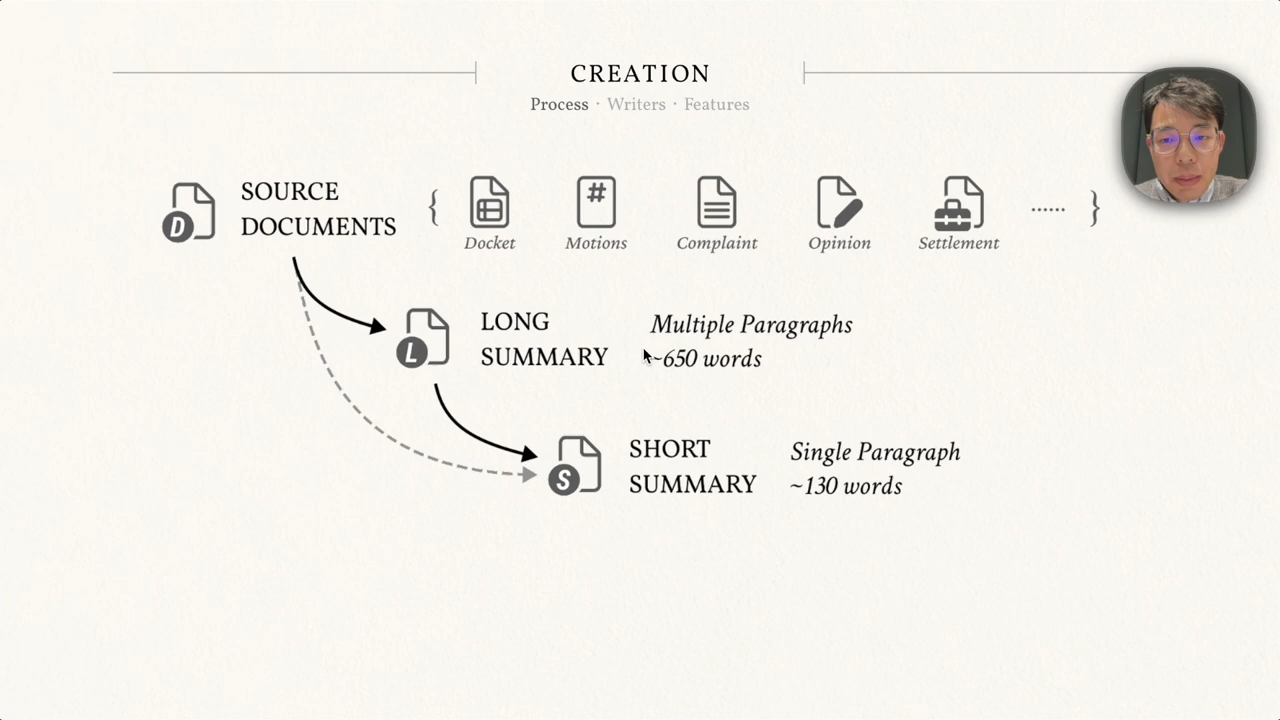 CREATION
Process · Writers · Features
SOURCE
DOCUMENTS
D
{
#
......
}
Docket
Motions
Complaint
Opinion
Settlement
LONG
SUMMARY
L
Multiple Paragraphs
~650 words
SHORT
SUMMARY
S
Single Paragraph
~130 words